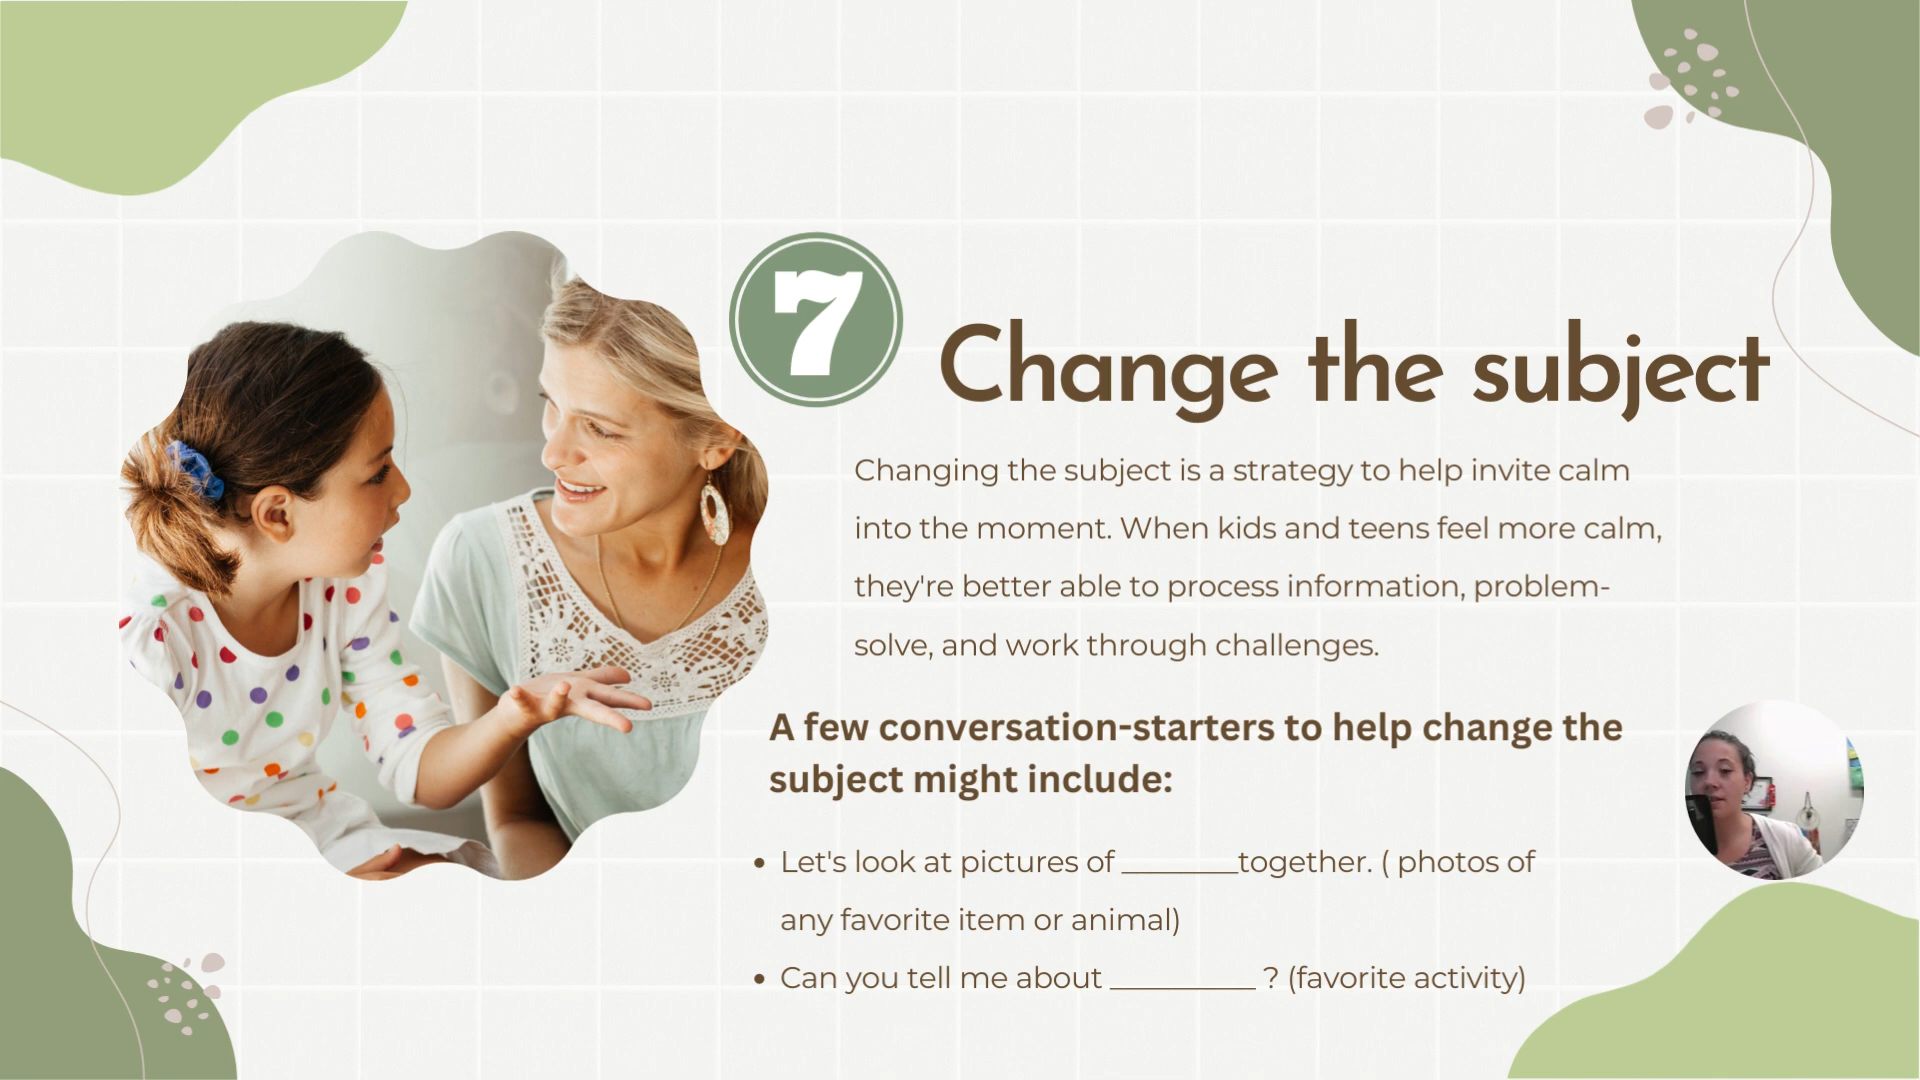 7
Change the subject
Changing the subject is a strategy to help invite calm
into the moment. When kids and teens feel more calm,
they're better able to process information, problem-
solve, and work through challenges.
A few conversation-starters to help change the
subject might include:
• Let's look at pictures of ________together. ( photos of
any favorite item or animal)
• Can you tell me about __________ ? (favorite activity)